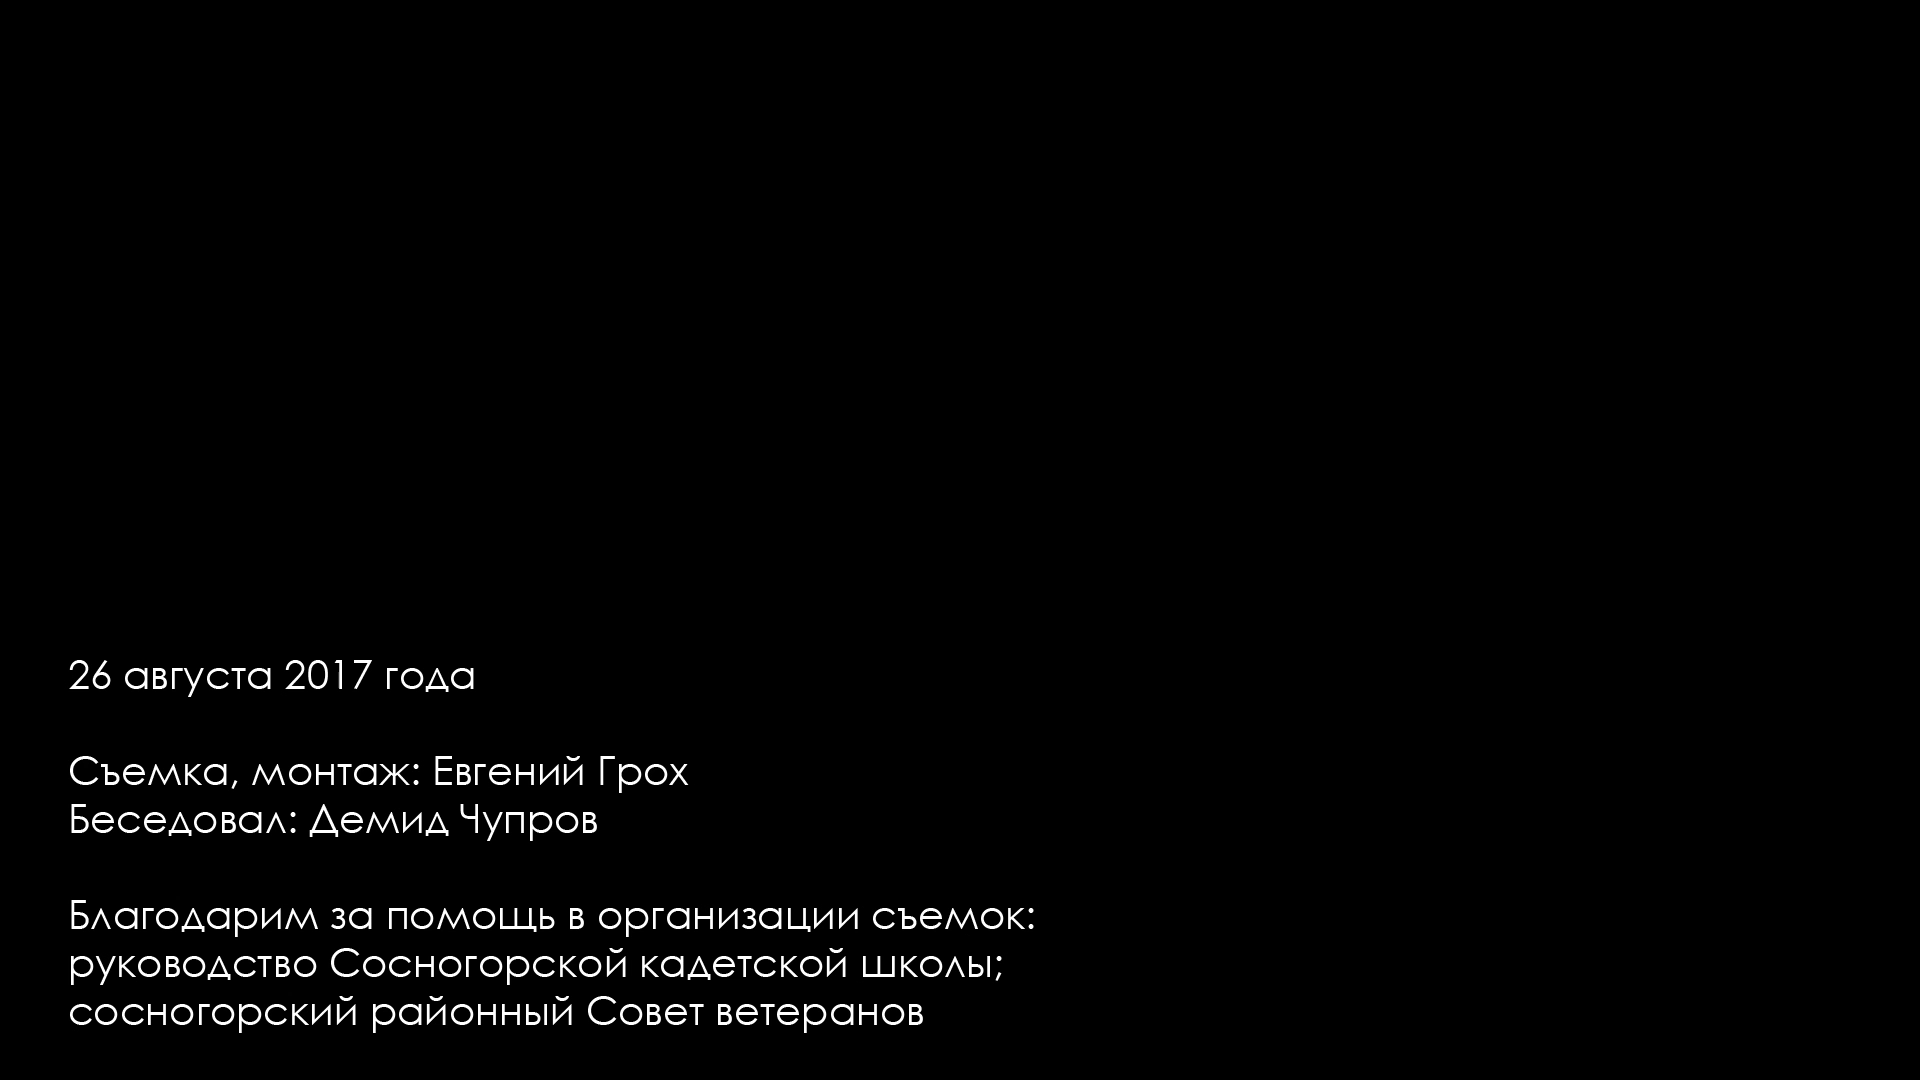 26 августа 2017 года
Съемка, монтаж: Евгений Грох
Беседовал: Демид Чупров
Благодарим за помощь в организации съемок:
руководство Сосногорской кадетской школы;
сосногорский районный Совет ветеранов